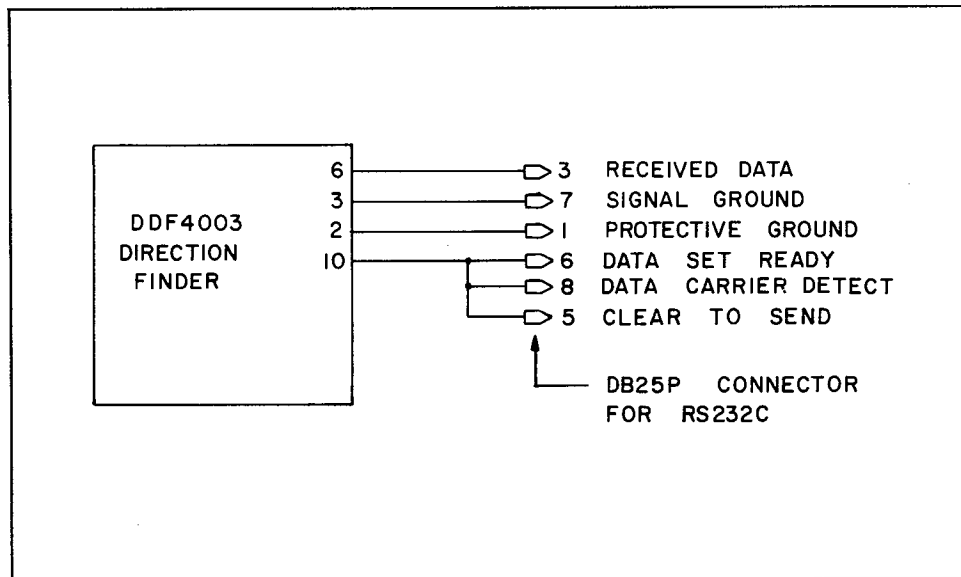 6 3 RECEIVED DATA
3 7 SIGNAL GROUND
DDF4003
2 1 PROTECTIVE GROUND
DIRECTION
10 6 DATA SET READY
FINDER
8 DATA CARRIER DETECT
5 CLEAR TO SEND
DB25P CONNECTOR
FOR RS232C